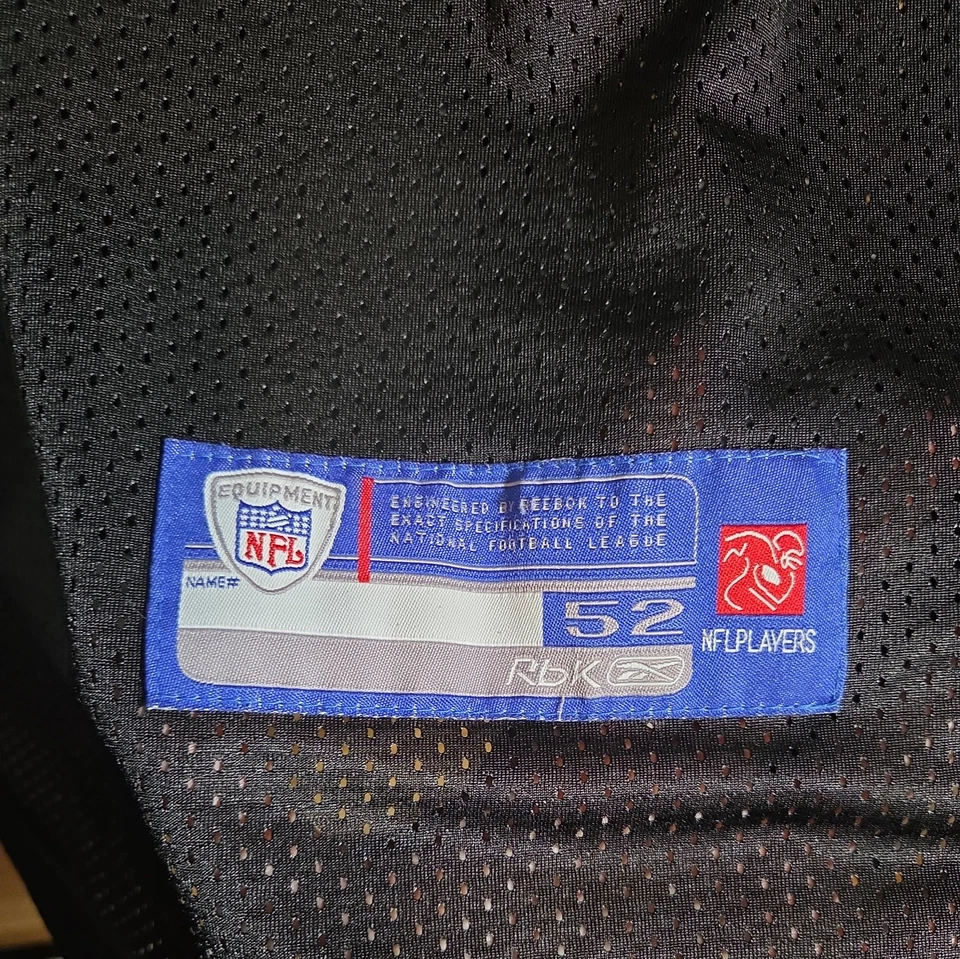 EQUIPMENT
NFL
ENGINEERED BY REEBOK TO THE
EXACT SPECIFICATIONS OF THE
NATIONAL FOOTBALL LEAGUE
NAME#
52
RbK
NFLPLAYERS